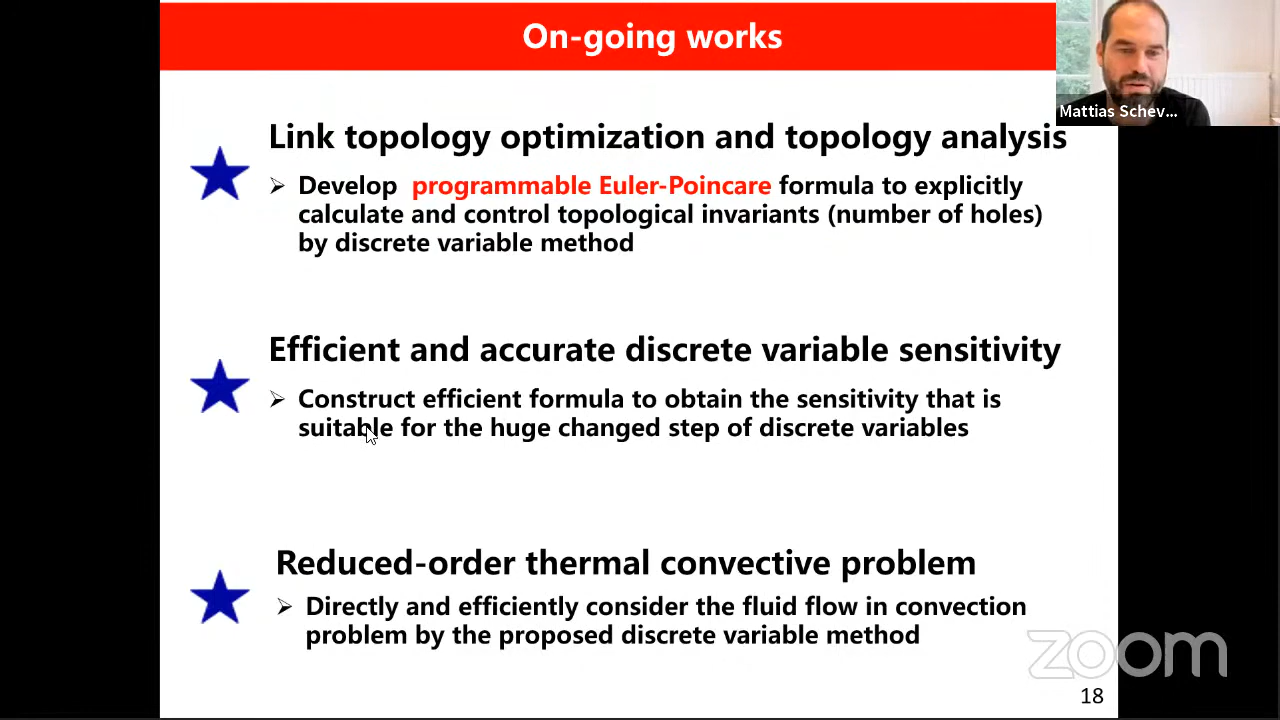 On-going works
Mattias Schev...
Link topology optimization and topology analysis
Develop programmable Euler-Poincare formula to explicitly
calculate and control topological invariants (number of holes)
by discrete variable method
Efficient and accurate discrete variable sensitivity
Construct efficient formula to obtain the sensitivity that is
suitable for the huge changed step of discrete variables
Reduced-order thermal convective problem
Directly and efficiently consider the fluid flow in convection
problem by the proposed discrete variable method
zoom
18